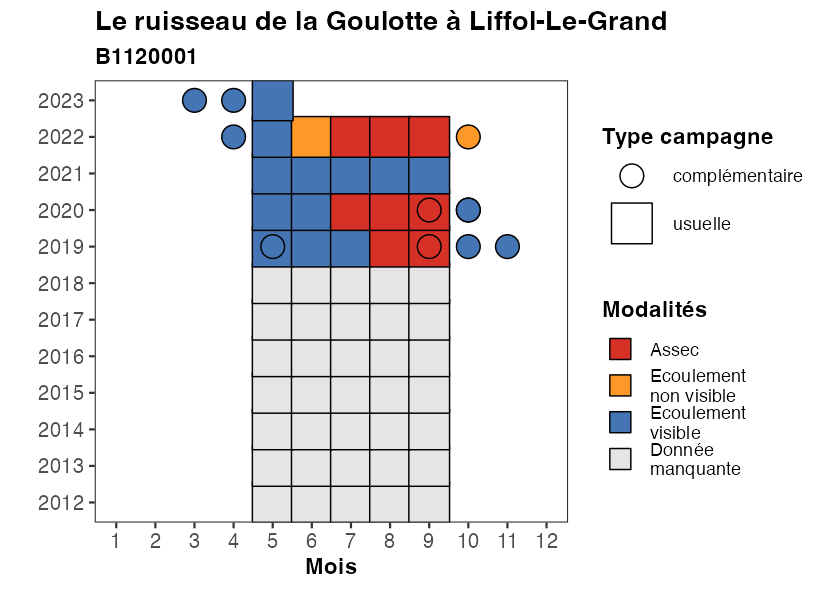 Le ruisseau de la Goulotte à Liffol-Le-Grand
B1120001
2023
2022
2021
2020
2019
2018
2017
2016
2015
2014
2013
2012
1 2 3 4 5 6 7 8 9 10 11 12
Mois
Type campagne
complémentaire
usuelle
Modalités
Assec
Ecoulement
non visible
Ecoulement
visible
Donnée
manquante